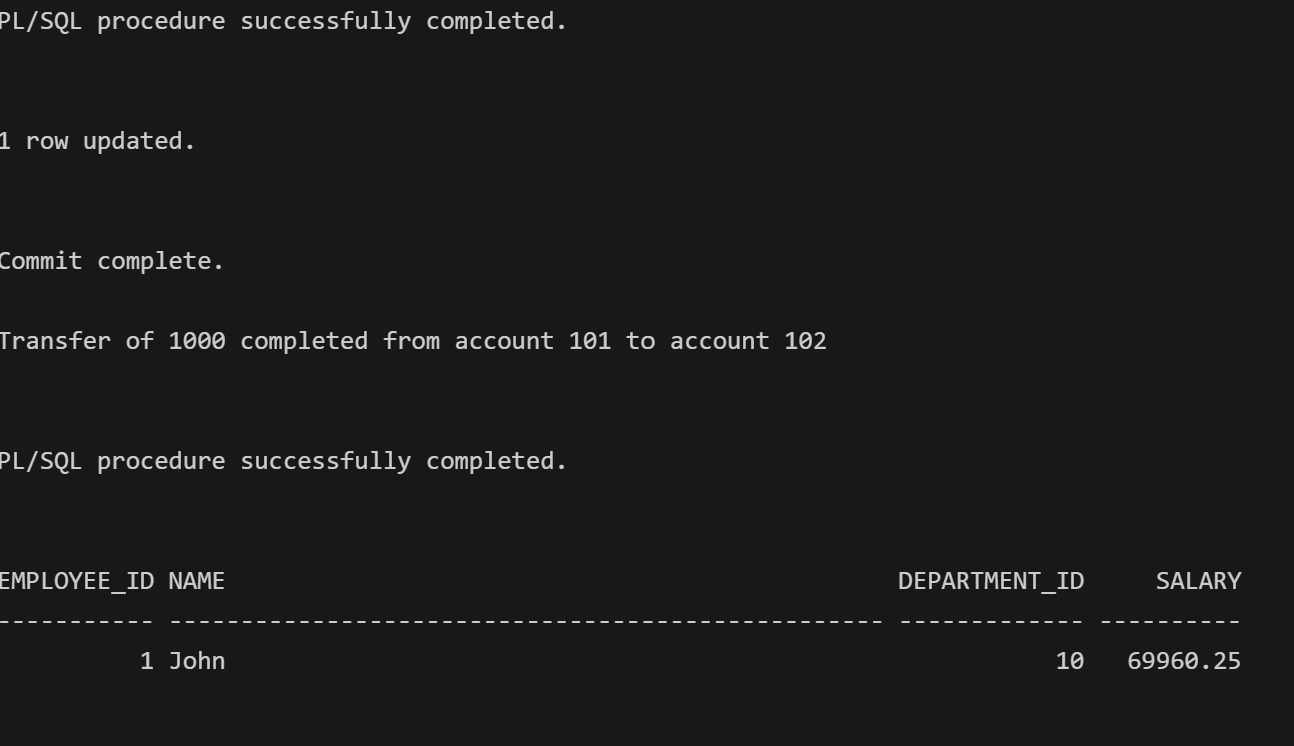 PL/SQL procedure successfully completed.
1 row updated.
Commit complete.
Transfer of 1000 completed from account 101 to account 102
PL/SQL procedure successfully completed.
EMPLOYEE_ID NAME                                               DEPARTMENT_ID     SALARY
----------- -------------------------------------------------- ------------- ----------
          1 John                                                          10   69960.25